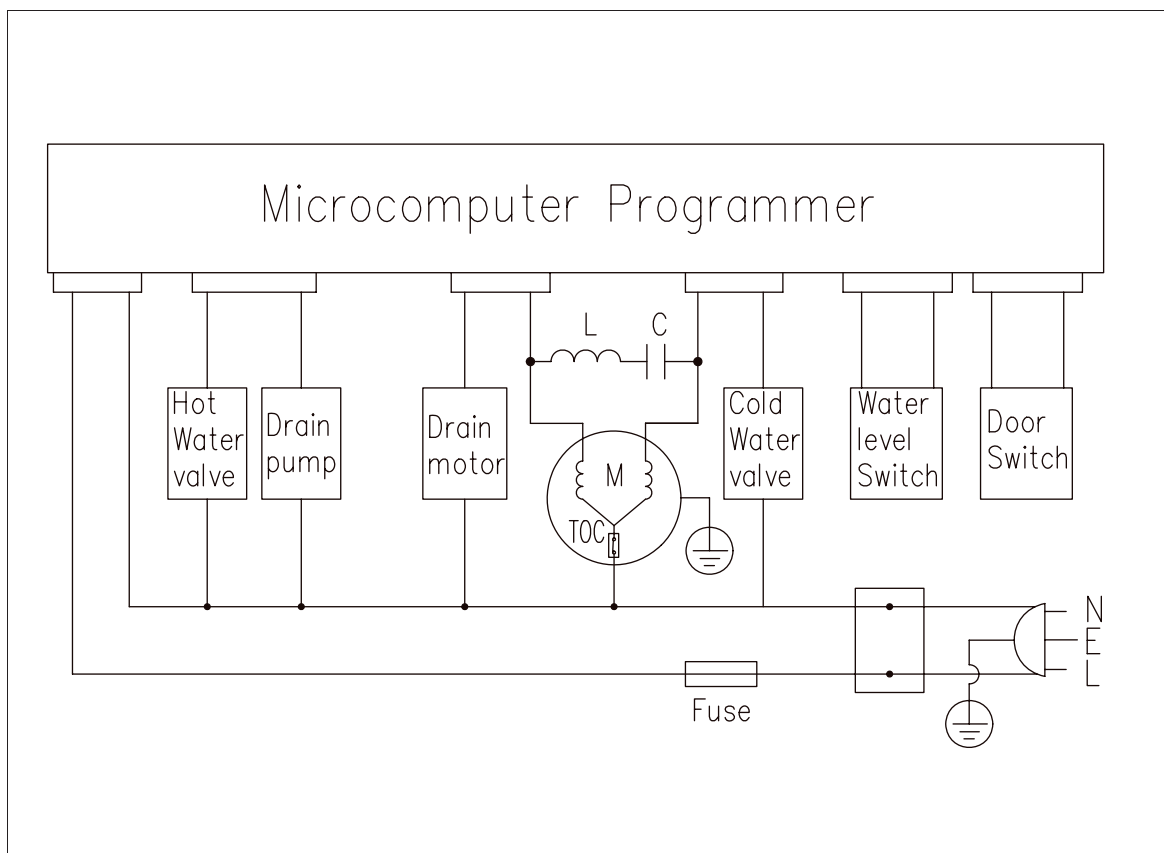 Microcomputer Programmer
L
C
Hot
Water
valve
Drain
pump
Drain
motor
M
TOC
Cold
Water
valve
Water
level
Switch
Door
Switch
N
E
L
Fuse